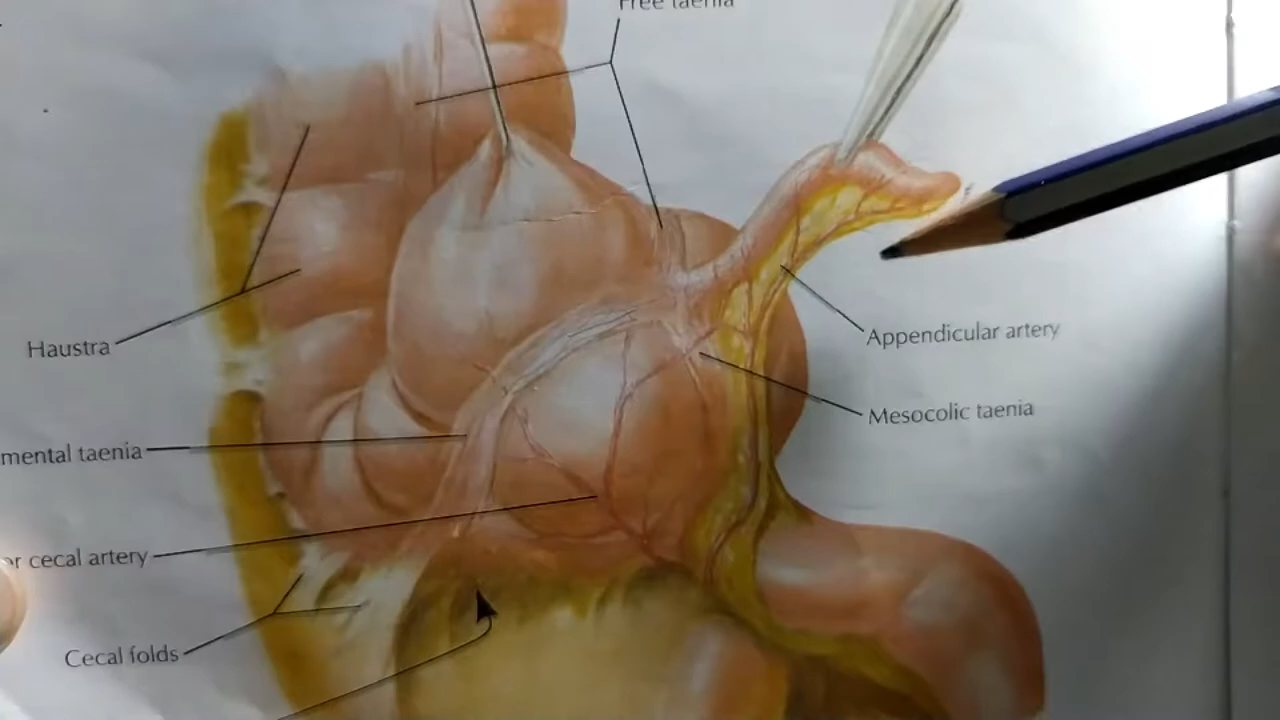 Free taenia
Haustra
Appendicular artery
Mesocolic taenia
mental taenia
or cecal artery
Cecal folds